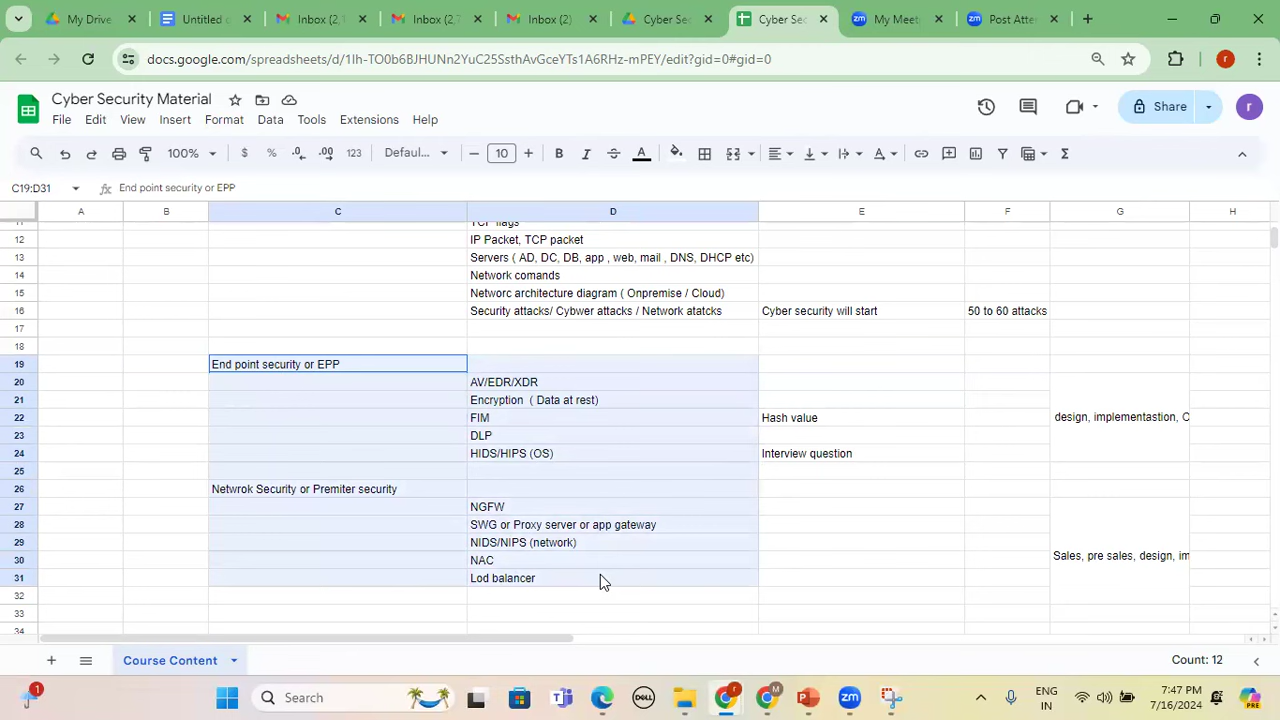 Untitled
Inbox (2,
Inbox (2,
Inbox (2)
Cyber Sec
Cyber Sec
My Meet
Post Atte
My Drive
docs.google.com/spreadsheets/d/1Ih-TO0b6BJHUNn2YuC25SsthAvGceYTs1A6RHz-mPEY/edit?gid=0#gid=0
r
Cyber Security Material
Share
r
File Edit View Insert Format Data Tools Extensions Help
100% $ % .0 .00 123 Defaul... 10 B I A
C19:D31 fx End point security or EPP
A B C D E F G H
11 TCP flags
12 IP Packet, TCP packet
13 Servers ( AD, DC, DB, app , web, mail , DNS, DHCP etc)
14 Network comands
15 Networc architecture diagram ( Onpremise / Cloud)
16 Security attacks/ Cybwer attacks / Network atatcks Cyber security will start 50 to 60 attacks
17
18
19 End point security or EPP
20 AV/EDR/XDR
21 Encryption ( Data at rest)
22 FIM Hash value design, implementastion, O
23 DLP
24 HIDS/HIPS (OS) Interview question
25
26 Netwrok Security or Premiter security
27 NGFW
28 SWG or Proxy server or app gateway
29 NIDS/NIPS (network)
30 NAC Sales, pre sales, design, im
31 Lod balancer
32
33
34
Course Content Count: 12
1 Search DELL ENG 7:47 PM
IN 7/16/2024